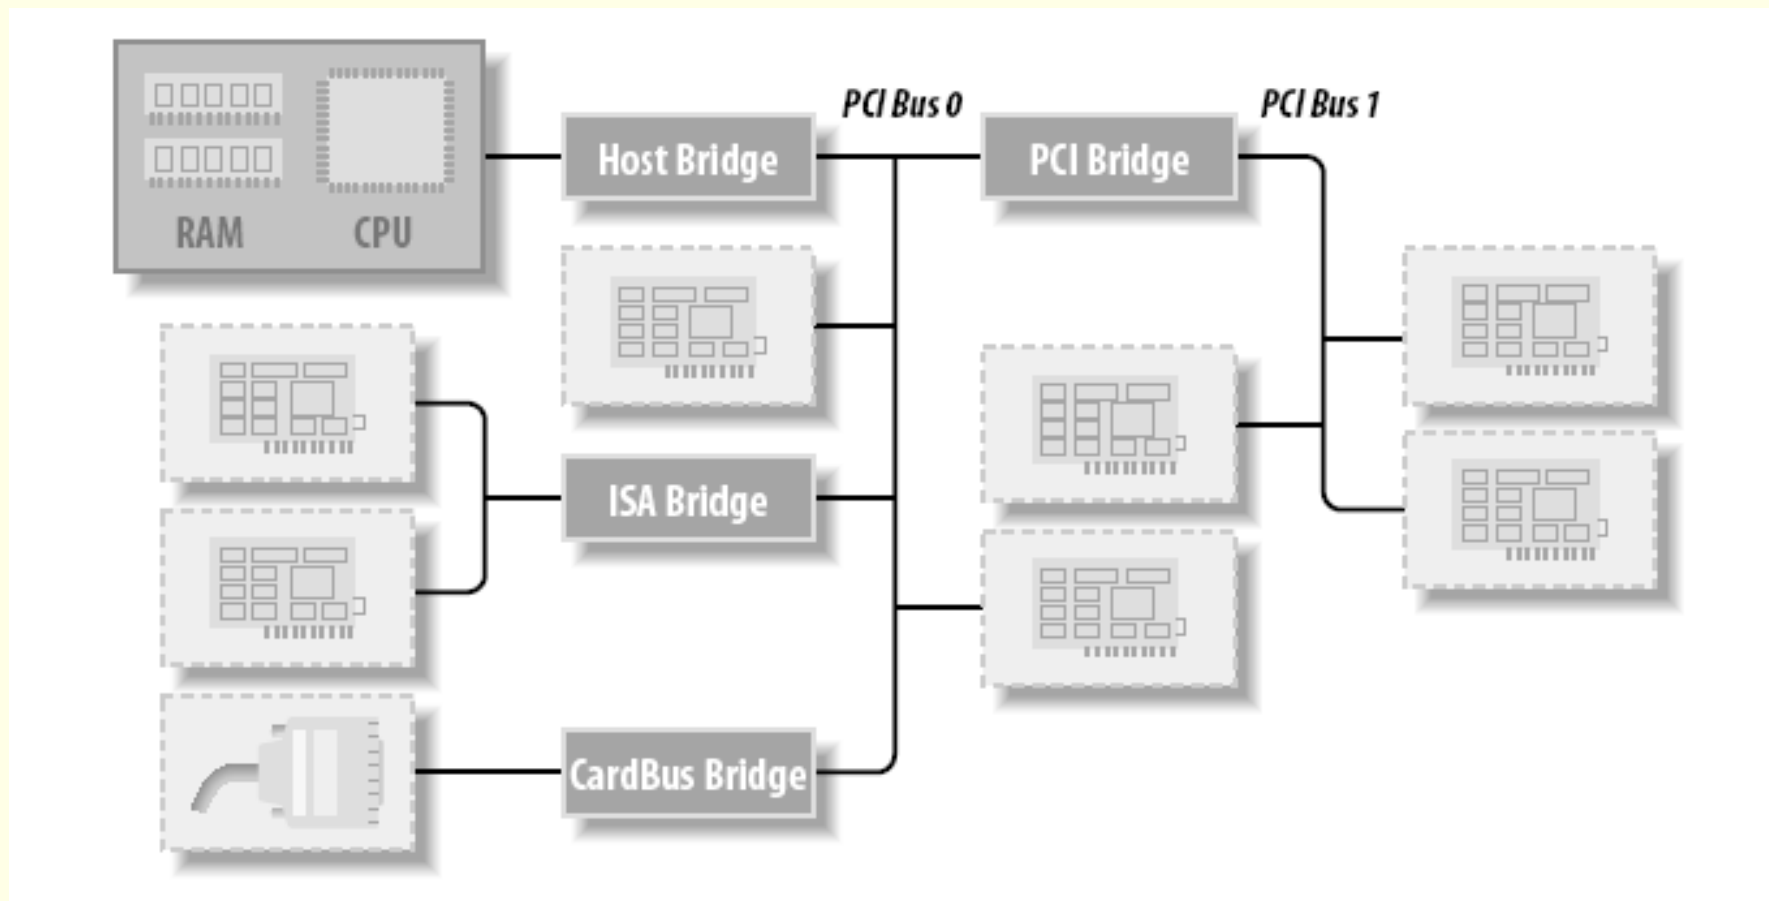 PCI Bus 0
PCI Bus 1
Host Bridge
PCI Bridge
RAM
CPU
ISA Bridge
CardBus Bridge